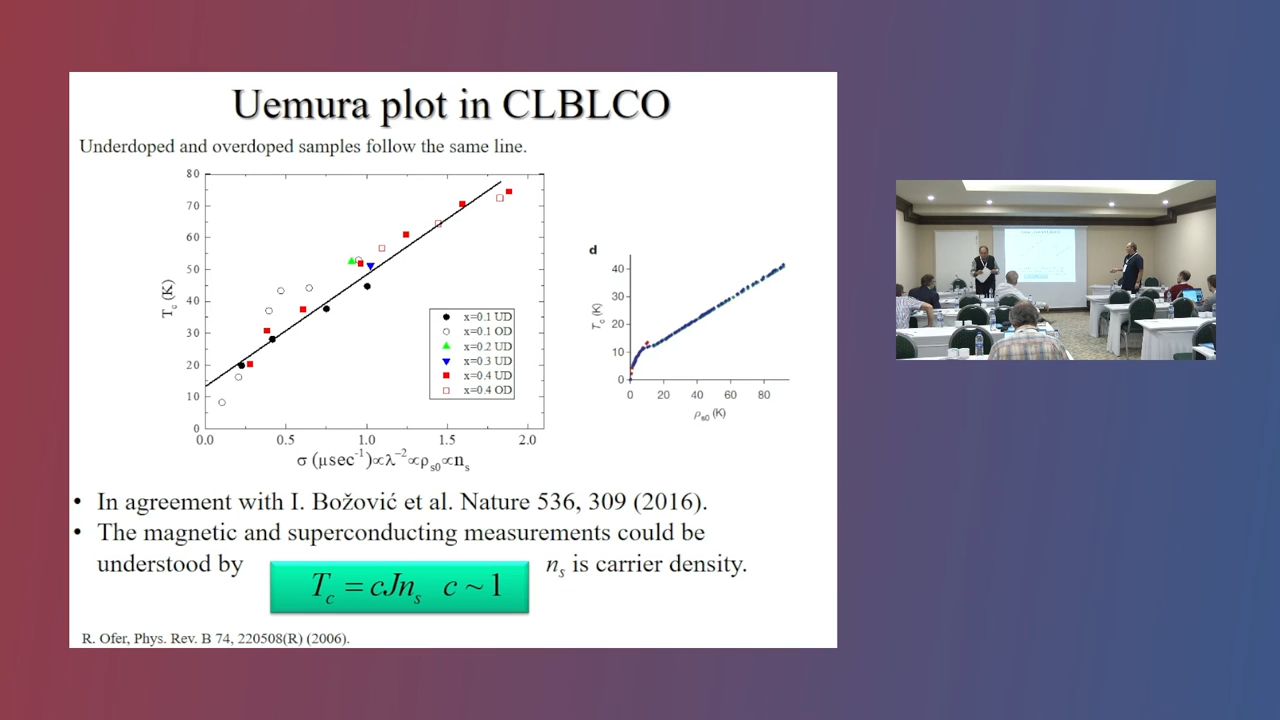 Uemura plot in CLBLCO
Underdoped and overdoped samples follow the same line.
80
70
60
50
40
30
20
10
0
T_c (K)
0.0 0.5 1.0 1.5 2.0
σ (μsec⁻¹)∝λ⁻²∝ρ_s0∝n_s
x=0.1 UD
x=0.1 OD
x=0.2 UD
x=0.3 UD
x=0.4 UD
x=0.4 OD
d
40
30
20
10
0
T_c (K)
0 20 40 60 80
ρ_s0 (K)
• In agreement with I. Božović et al. Nature 536, 309 (2016).
• The magnetic and superconducting measurements could be
understood by T_c = cJn_s c ~ 1 n_s is carrier density.
R. Ofer, Phys. Rev. B 74, 220508(R) (2006).